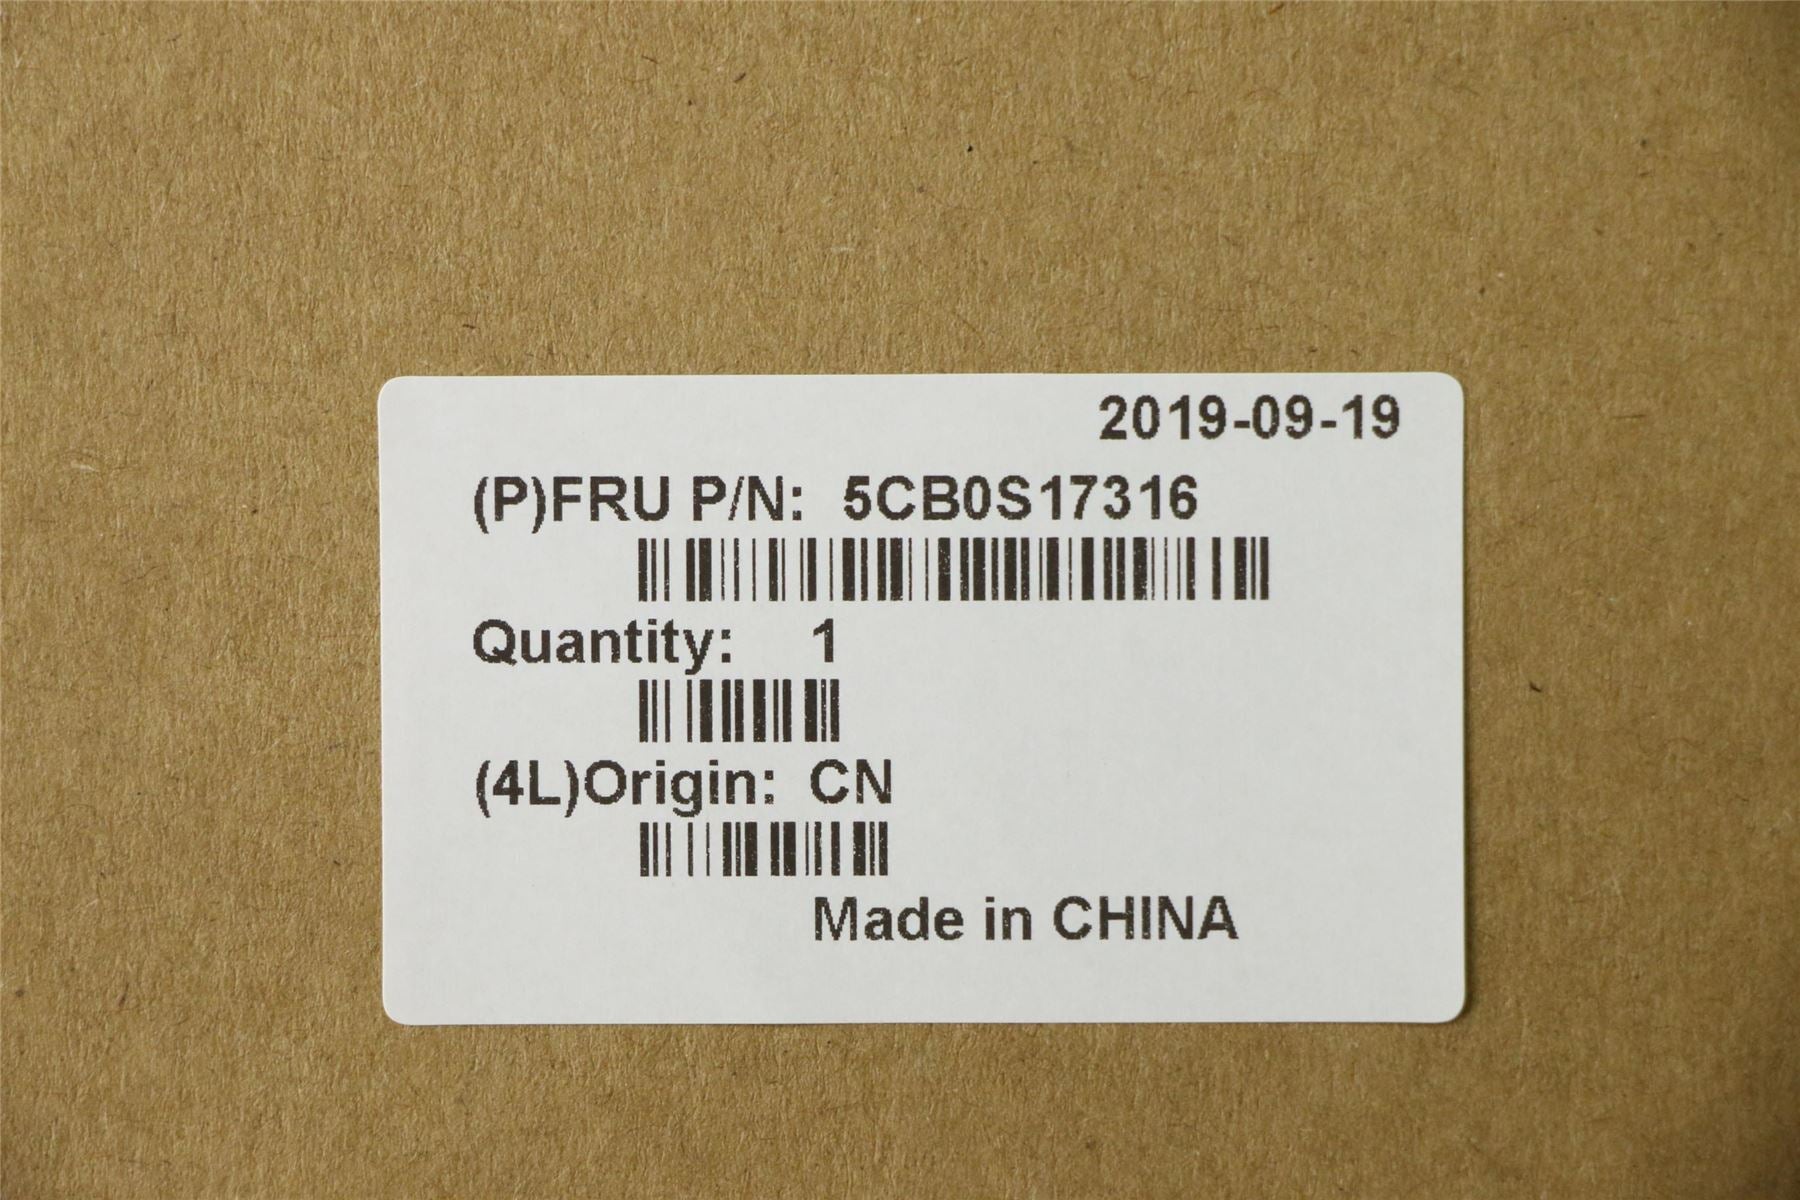 2019-09-19
(P)FRU P/N: 5CB0S17316
Quantity: 1
(4L)Origin: CN
Made in CHINA